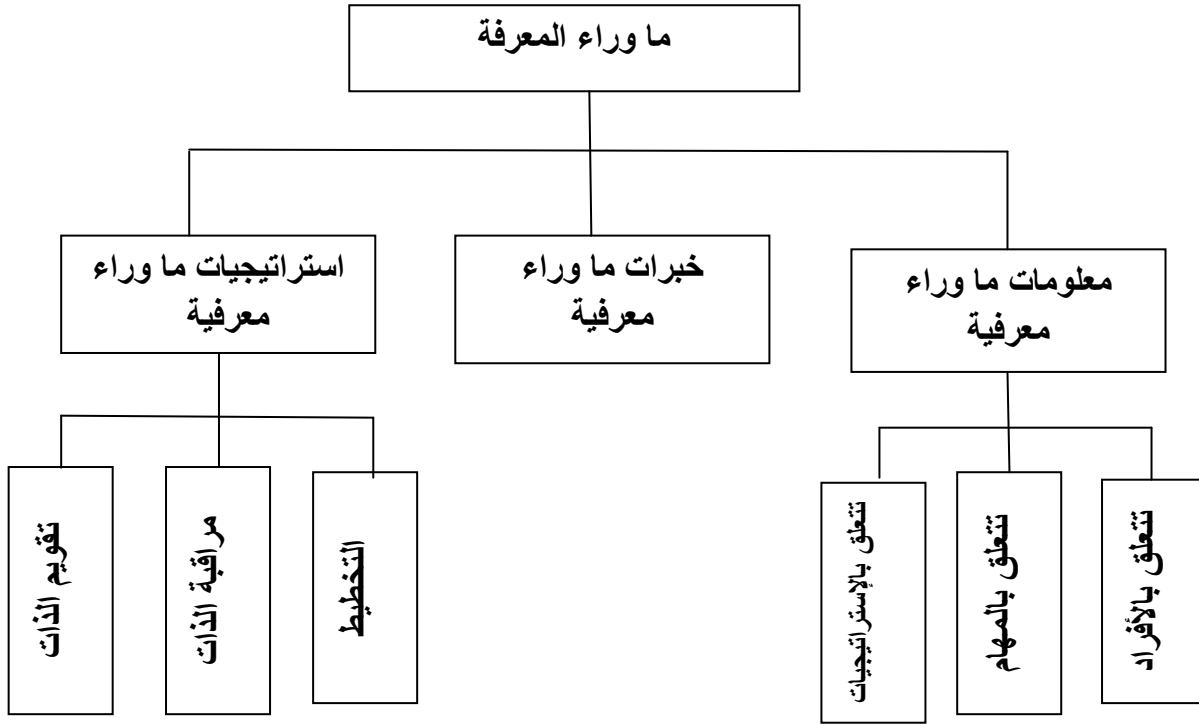 ما وراء المعرفة
معلومات ما وراء
معرفية
خبرات ما وراء
معرفية
استراتيجيات ما وراء
معرفية
تتعلق بالأفراد
تتعلق بالمهام
تتعلق بالإستراتيجيات
التخطيط
مراقبة الذات
تقويم الذات